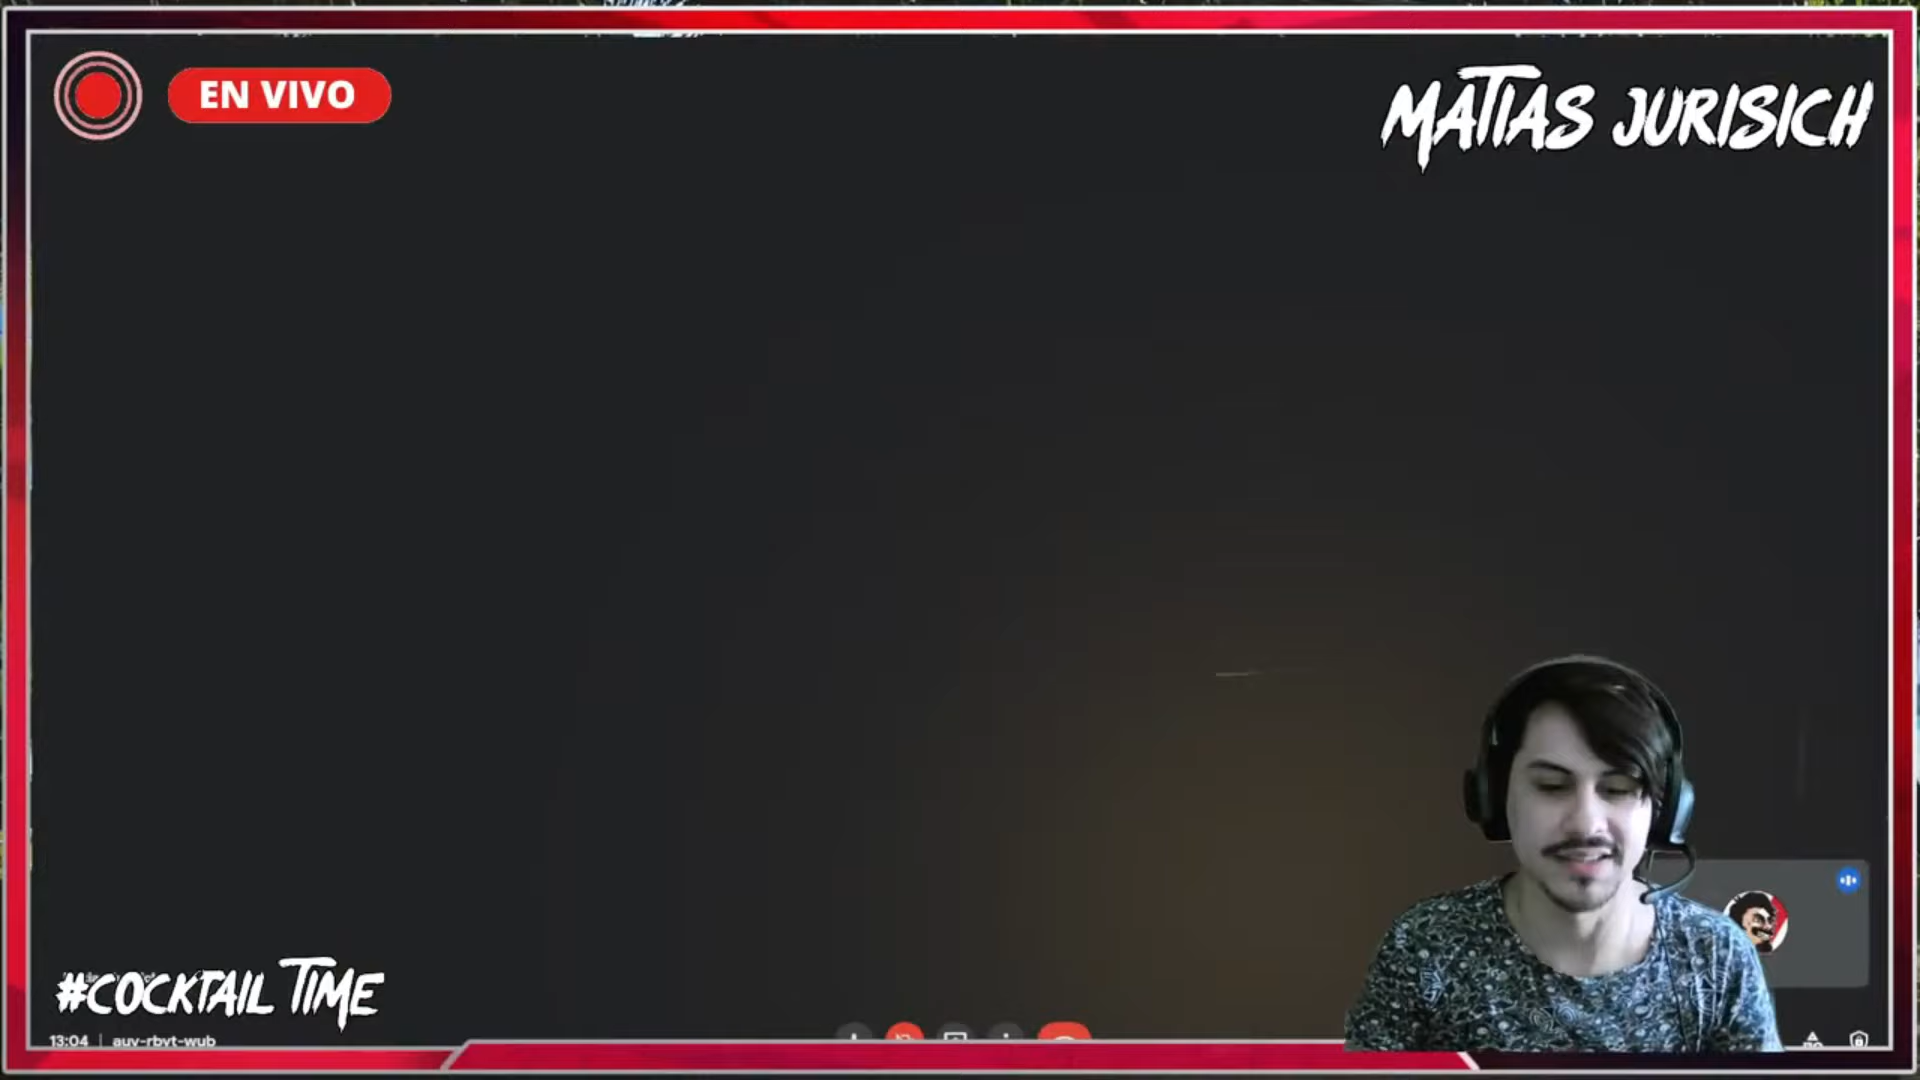 EN VIVO
MATIAS JURISICH
#COCKTAIL TIME
13:04 | auv-rbvt-wub